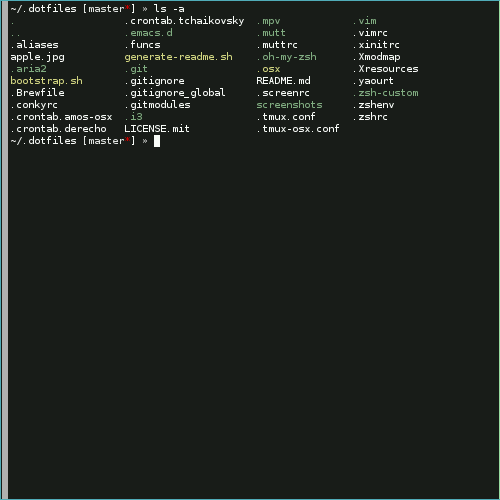 ~/.dotfiles [master*] » ls -a
. .crontab.tchaikovsky .mpv .vim
.. .emacs.d .mutt .vimrc
.aliases .funcs .muttrc .xinitrc
apple.jpg generate-readme.sh .oh-my-zsh .Xmodmap
.aria2 .git .osx .Xresources
bootstrap.sh .gitignore README.md .yaourt
.Brewfile .gitignore_global .screenrc .zsh-custom
.conkyrc .gitmodules screenshots .zshenv
.crontab.amos-osx .i3 .tmux.conf .zshrc
.crontab.derecho LICENSE.mit .tmux-osx.conf
~/.dotfiles [master*] »